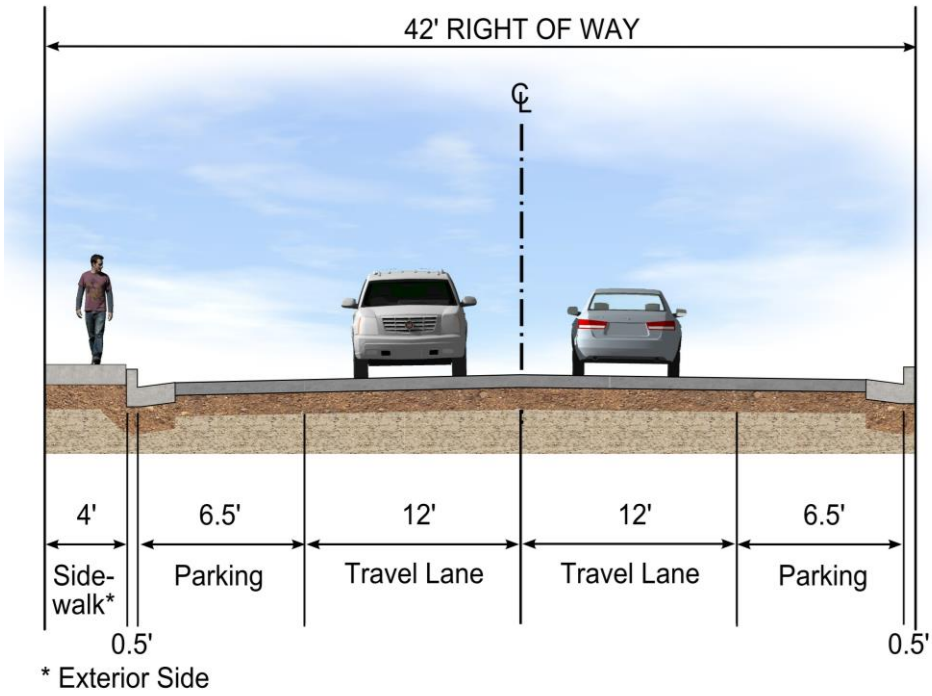 42' RIGHT OF WAY
℄
4' 6.5' 12' 12' 6.5'
Side-
walk* Parking Travel Lane Travel Lane Parking
0.5' 0.5'
* Exterior Side